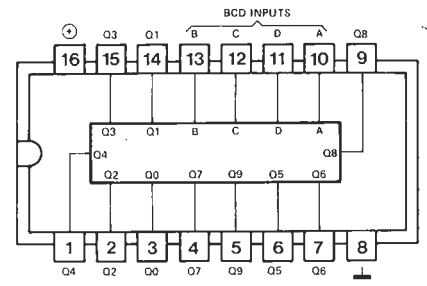 BCD INPUTS
⊕ Q3 Q1 B C D A Q8
16 15 14 13 12 11 10 9
Q3 Q1 B C D A
Q4 Q8
Q2 Q0 Q7 Q9 Q5 Q6
1 2 3 4 5 6 7 8
Q4 Q2 Q0 Q7 Q9 Q5 Q6